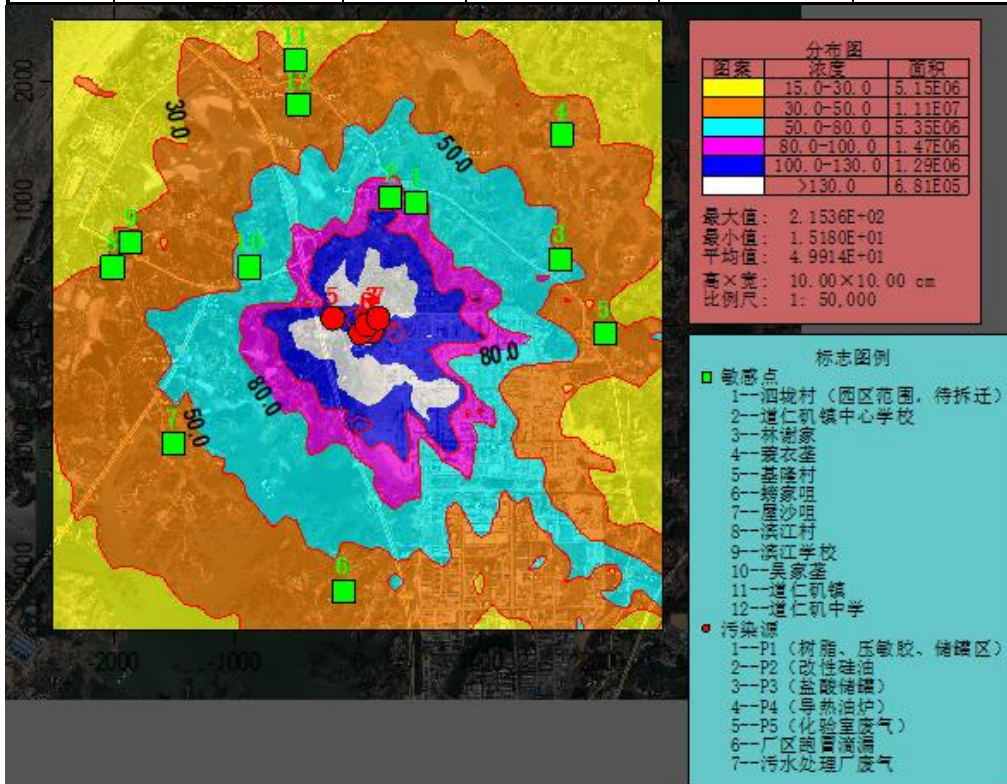 分布图
图案 浓度 面积
15.0-30.0 5.15E06
30.0-50.0 1.11E07
50.0-80.0 5.35E06
80.0-100.0 1.47E06
100.0-130.0 1.29E06
>130.0 6.81E05
最大值: 2.1536E+02
最小值: 1.5180E+01
平均值: 4.9914E+01
高×宽: 10.00×10.00 cm
比例尺: 1: 50,000
标志图例
敏感点
1--泗垅村（园区范围，待拆迁）
2--道仁矶镇中心学校
3--林谢家
4--蓑衣垄
5--基隆村
6--螃家咀
7--屋沙咀
8--滨江村
9--滨江学校
10--吴家垄
11--道仁矶镇
12--道仁矶中学
污染源
1--P1（树脂、压敏胶、储罐区）
2--P2（改性硅油
3--P3（盐酸储罐）
4--P4（导热油炉）
5--P5（化验室废气）
6--厂区跑冒滴漏
7--污水处理厂废气
2000
1000
-2000
-1000
30.0
50.0
80.0
80.0
50.0
11
12
4
2
1
3
9
8
10
5
5
7
7
6